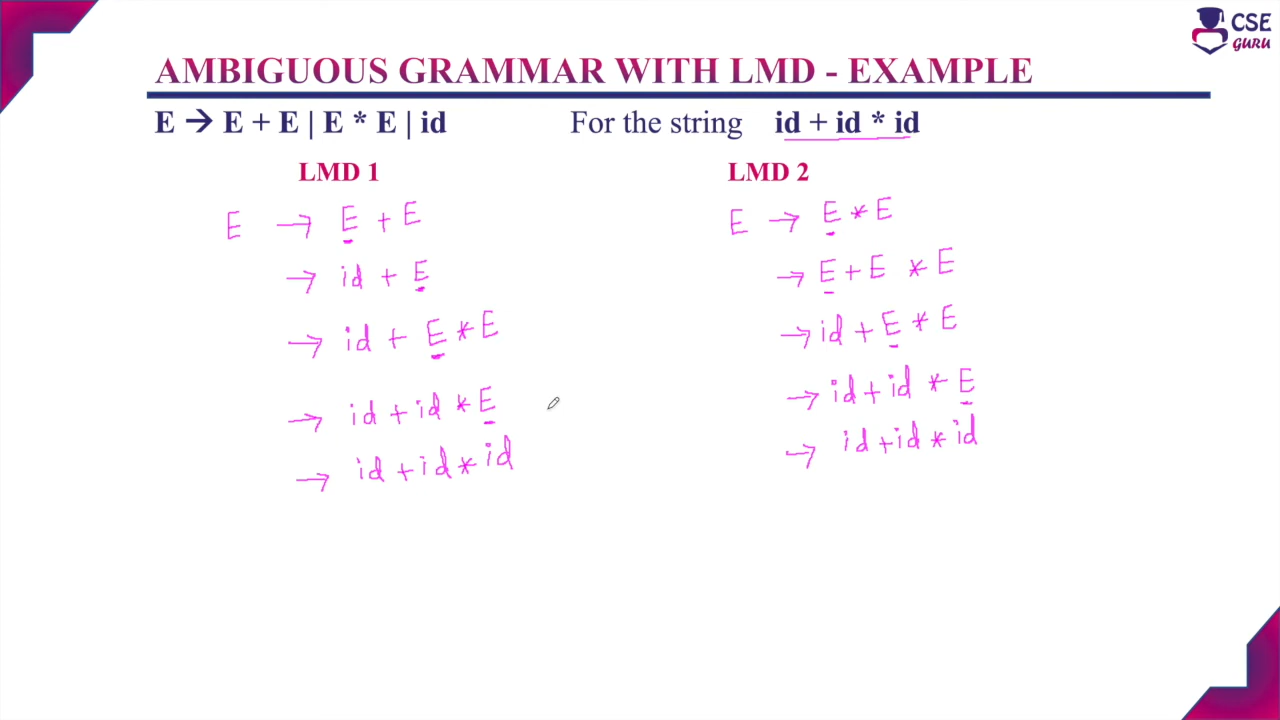 CSE
GURU
AMBIGUOUS GRAMMAR WITH LMD - EXAMPLE
E → E + E | E * E | id For the string id + id * id
LMD 1
E → E + E
→ id + E
→ id + E * E
→ id + id * E
→ id + id * id
LMD 2
E → E * E
→ E + E * E
→ id + E * E
→ id + id * E
→ id + id * id